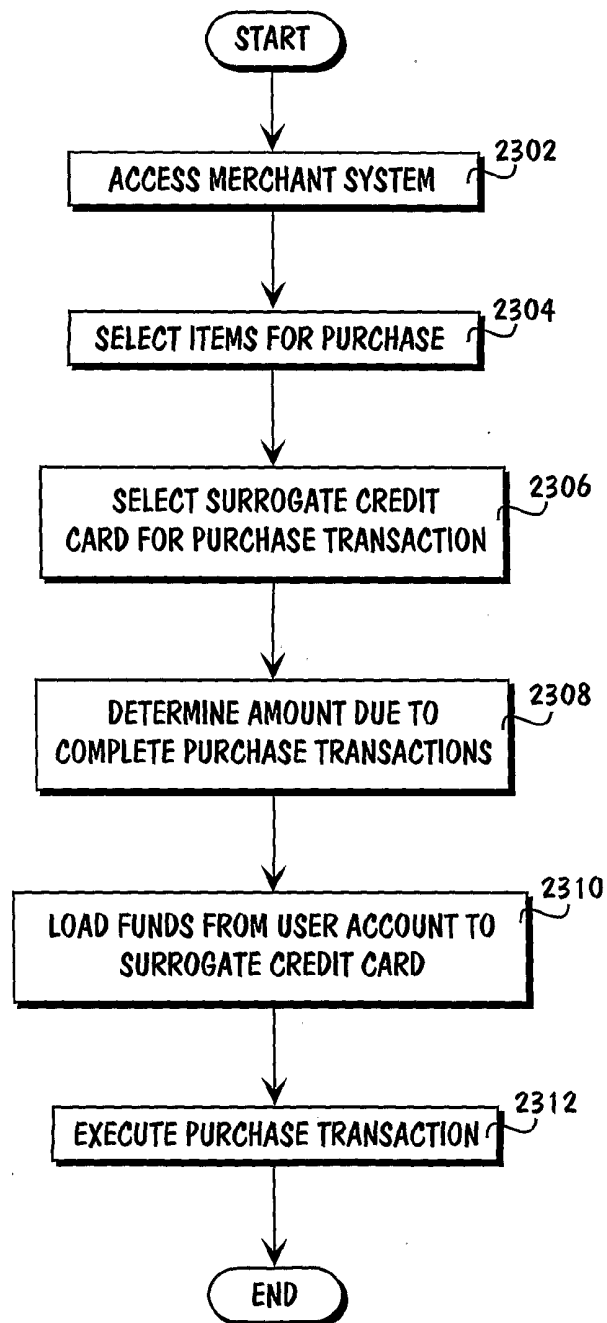 START
2302
ACCESS MERCHANT SYSTEM
2304
SELECT ITEMS FOR PURCHASE
2306
SELECT SURROGATE CREDIT
CARD FOR PURCHASE TRANSACTION
2308
DETERMINE AMOUNT DUE TO
COMPLETE PURCHASE TRANSACTIONS
2310
LOAD FUNDS FROM USER ACCOUNT TO
SURROGATE CREDIT CARD
2312
EXECUTE PURCHASE TRANSACTION
END